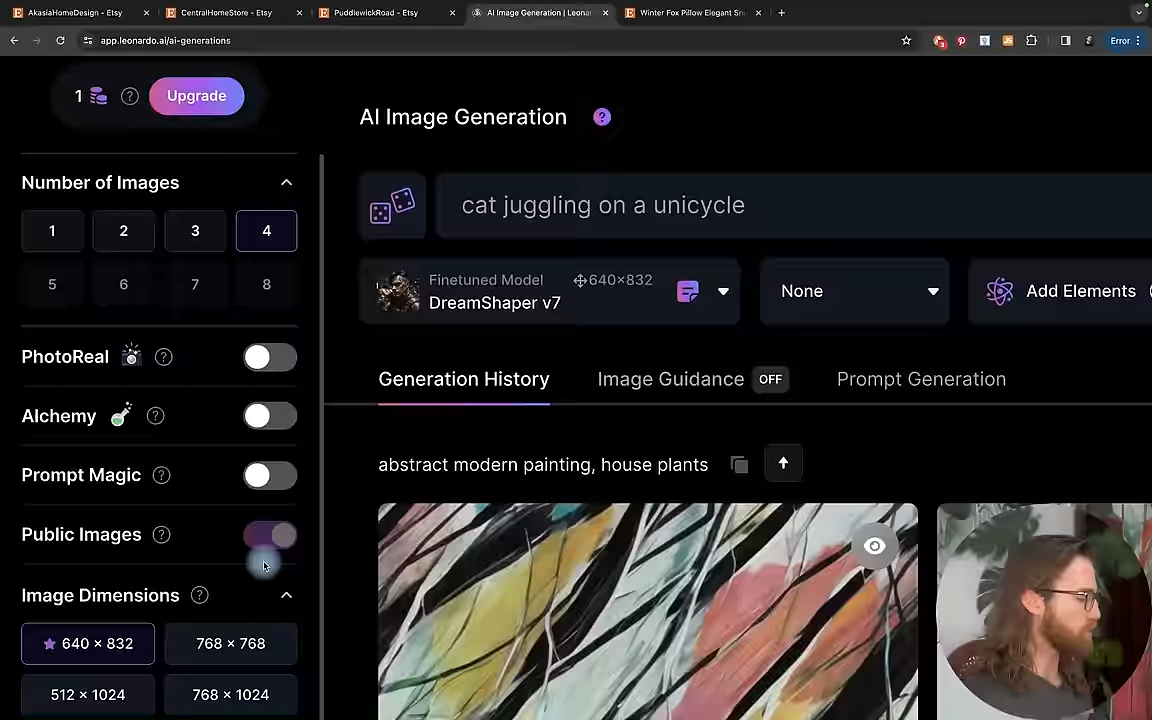 AkasiaHomeDesign - Etsy
CentralHomeStore - Etsy
PuddlewickRoad - Etsy
AI Image Generation | Leonar
Winter Fox Pillow Elegant Sn
app.leonardo.ai/ai-generations
3
JS
Error
1
?
Upgrade
AI Image Generation
?
Number of Images
cat juggling on a unicycle
1
2
3
4
5
6
7
8
Finetuned Model
640×832
DreamShaper v7
None
Add Elements
PhotoReal
?
Generation History
Image Guidance
OFF
Prompt Generation
Alchemy
?
Prompt Magic
?
abstract modern painting, house plants
Public Images
?
Image Dimensions
?
640 × 832
768 × 768
512 × 1024
768 × 1024